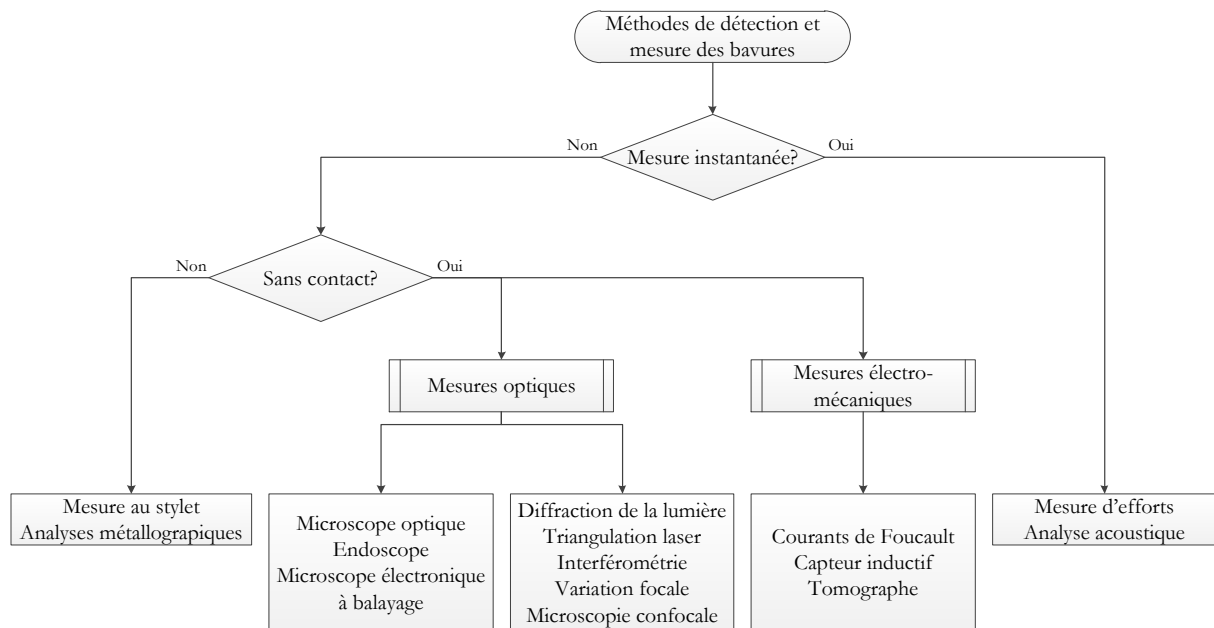 Méthodes de détection et
mesure des bavures
Non
Mesure instantanée?
Oui
Non
Sans contact?
Oui
Mesures optiques
Mesures électro-
mécaniques
Mesure au stylet
Analyses métallograpiques
Microscope optique
Endoscope
Microscope électronique
à balayage
Diffraction de la lumière
Triangulation laser
Interférométrie
Variation focale
Microscopie confocale
Courants de Foucault
Capteur inductif
Tomographe
Mesure d'efforts
Analyse acoustique